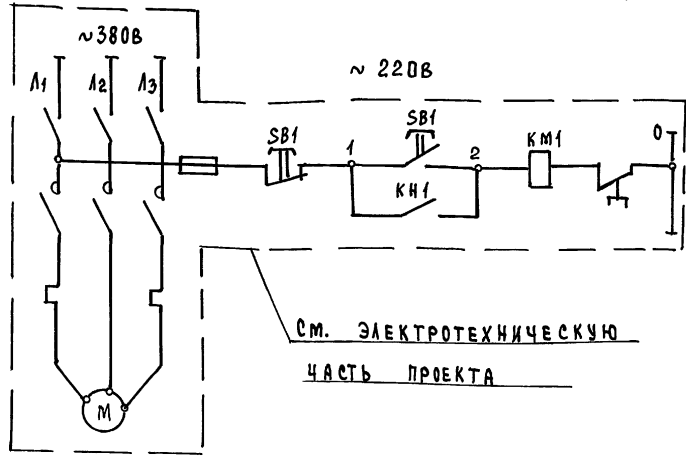 ~380В
Л1 Л2 Л3
~ 220В
SB1
1
SB1
КН1
2
КМ1
0
М
См. ЭЛЕКТРОТЕХНИЧЕСКУЮ
ЧАСТЬ ПРОЕКТА